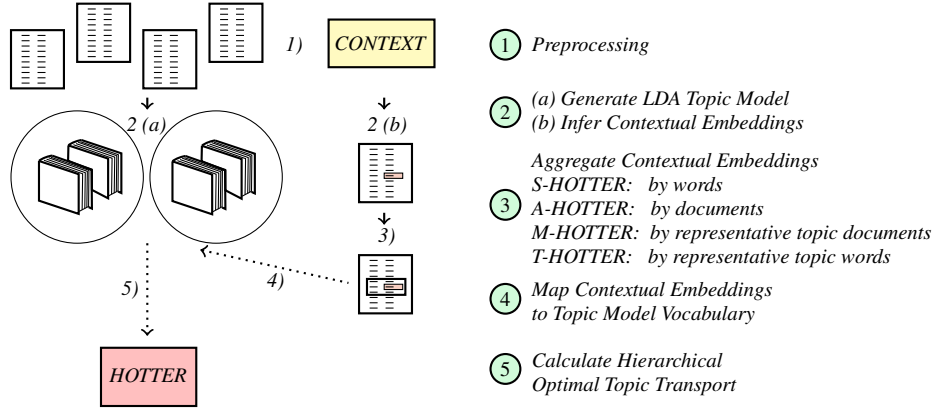 1)
CONTEXT
2 (a)
2 (b)
3)
4)
5)
HOTTER
1 Preprocessing
2 (a) Generate LDA Topic Model
(b) Infer Contextual Embeddings
3 Aggregate Contextual Embeddings
S-HOTTER: by words
A-HOTTER: by documents
M-HOTTER: by representative topic documents
T-HOTTER: by representative topic words
4 Map Contextual Embeddings
to Topic Model Vocabulary
5 Calculate Hierarchical
Optimal Topic Transport